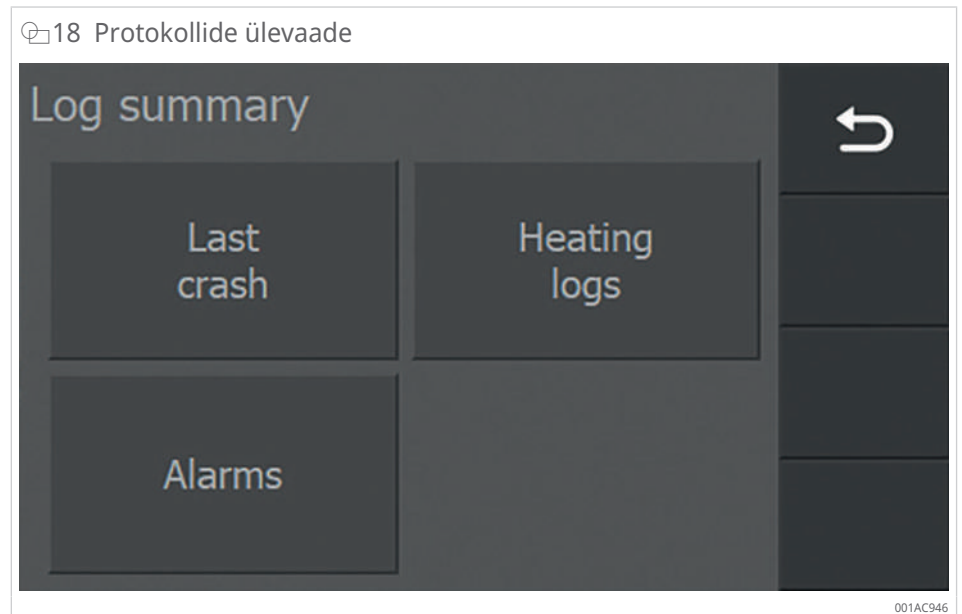 18 Protokollide ülevaade
Log summary
Last
crash
Heating
logs
Alarms
001AC946